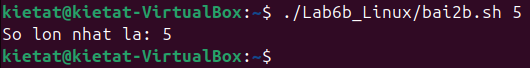 kietat@kietat-VirtualBox:~$ ./Lab6b_Linux/bai2b.sh 5
So lon nhat la: 5
kietat@kietat-VirtualBox:~$